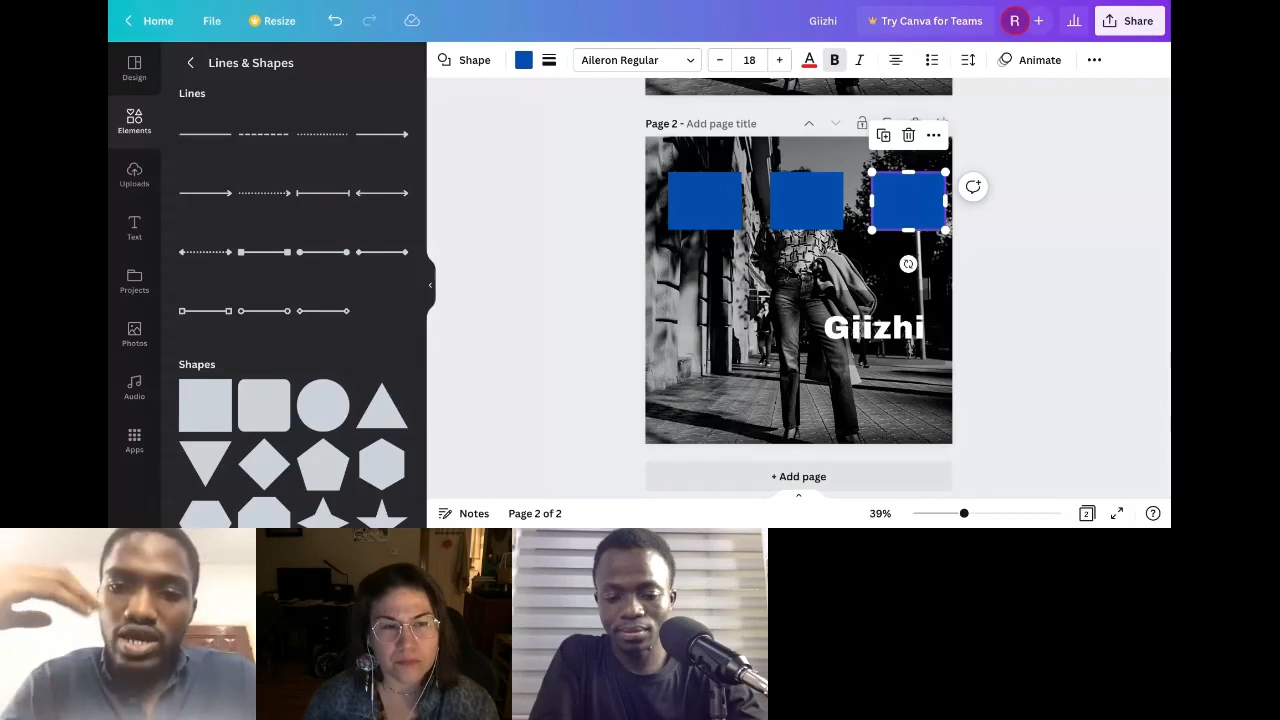 Home File Resize Giizhi Try Canva for Teams R + Share
Design
Elements
Uploads
Text
Projects
Photos
Audio
Apps
Lines & Shapes
Lines
Shapes
Shape Aileron Regular − 18 + A B I Animate
Page 2 - Add page title
Giizhi
+ Add page
Notes Page 2 of 2 39% 2 ?